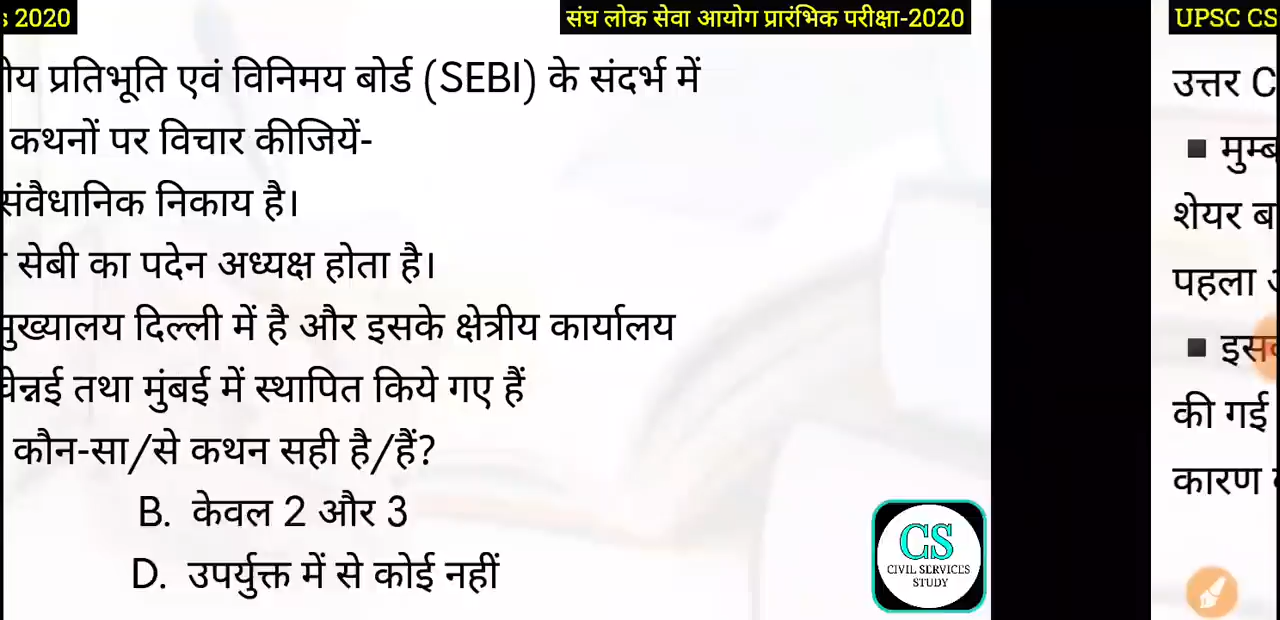 2020
संघ लोक सेवा आयोग प्रारंभिक परीक्षा-2020
प्रतिभूति एवं विनिमय बोर्ड (SEBI) के संदर्भ में
कथनों पर विचार कीजियें-
संवैधानिक निकाय है।
सेबी का पदेन अध्यक्ष होता है।
मुख्यालय दिल्ली में है और इसके क्षेत्रीय कार्यालय
चेन्नई तथा मुंबई में स्थापित किये गए हैं
कौन-सा/से कथन सही है/हैं?
B. केवल 2 और 3
D. उपर्युक्त में से कोई नहीं
CS
CIVIL SERVICES
STUDY
UPSC CS
उत्तर
शेयर
पहला
की गई
कारण